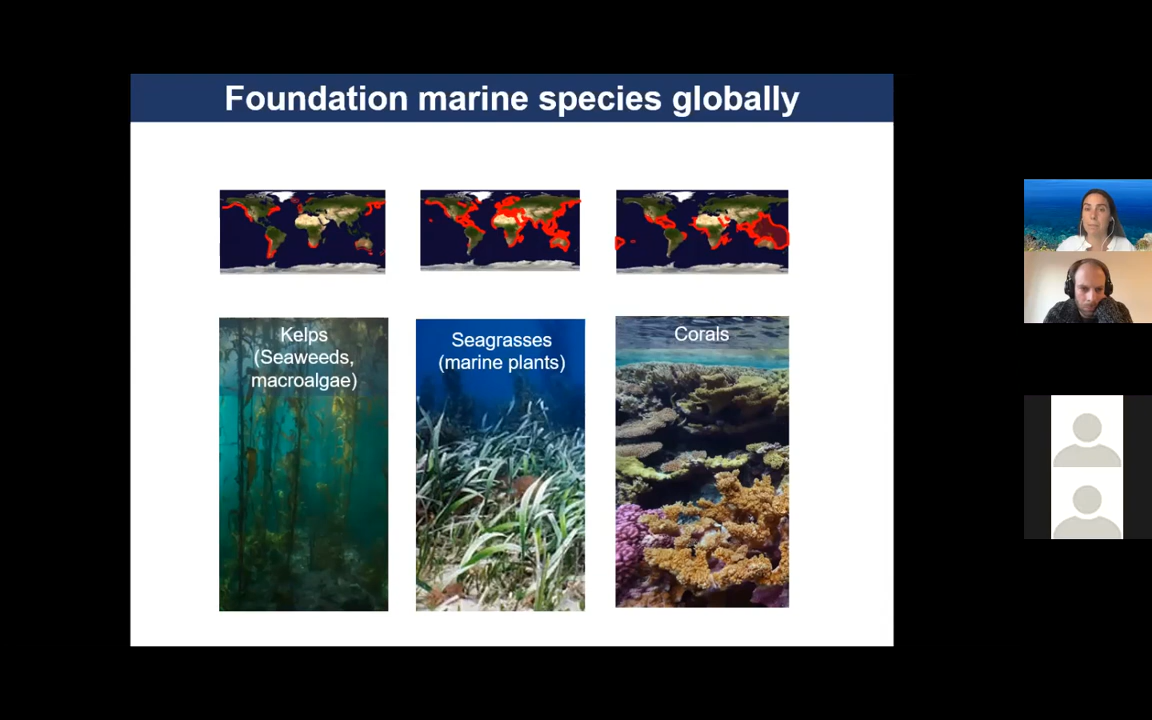 Foundation marine species globally
Kelps
(Seaweeds,
macroalgae)
Seagrasses
(marine plants)
Corals